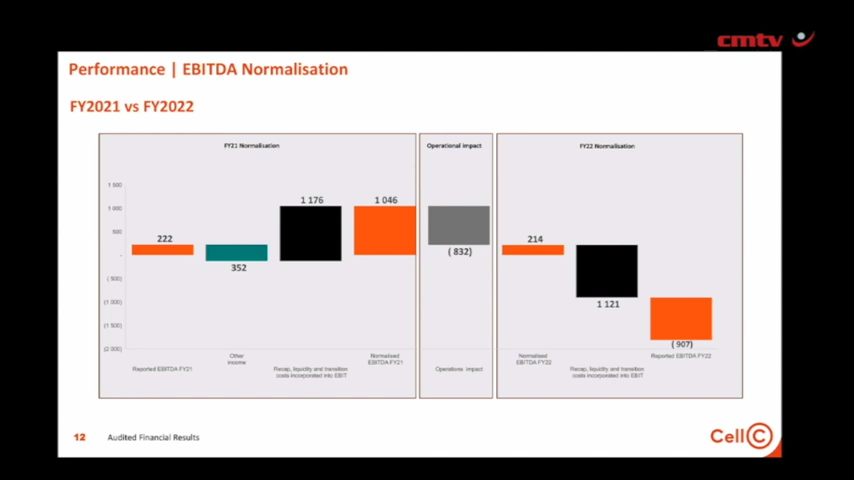 cmtv
Performance | EBITDA Normalisation
FY2021 vs FY2022
FY21 Normalisation
Operational impact
FY22 Normalisation
1 500
1 000
500
-
( 500)
(1 000)
(1 500)
(2 000)
222
352
1 176
1 046
( 832)
214
1 121
( 907)
Reported EBITDA FY21
Other
income
Recap, liquidity and transition
costs incorporated into EBIT
Normalised
EBITDA FY21
Operations impact
Normalised
EBITDA FY22
Recap, liquidity and transition
costs incorporated into EBIT
Reported EBITDA FY22
12
Audited Financial Results
Cell C